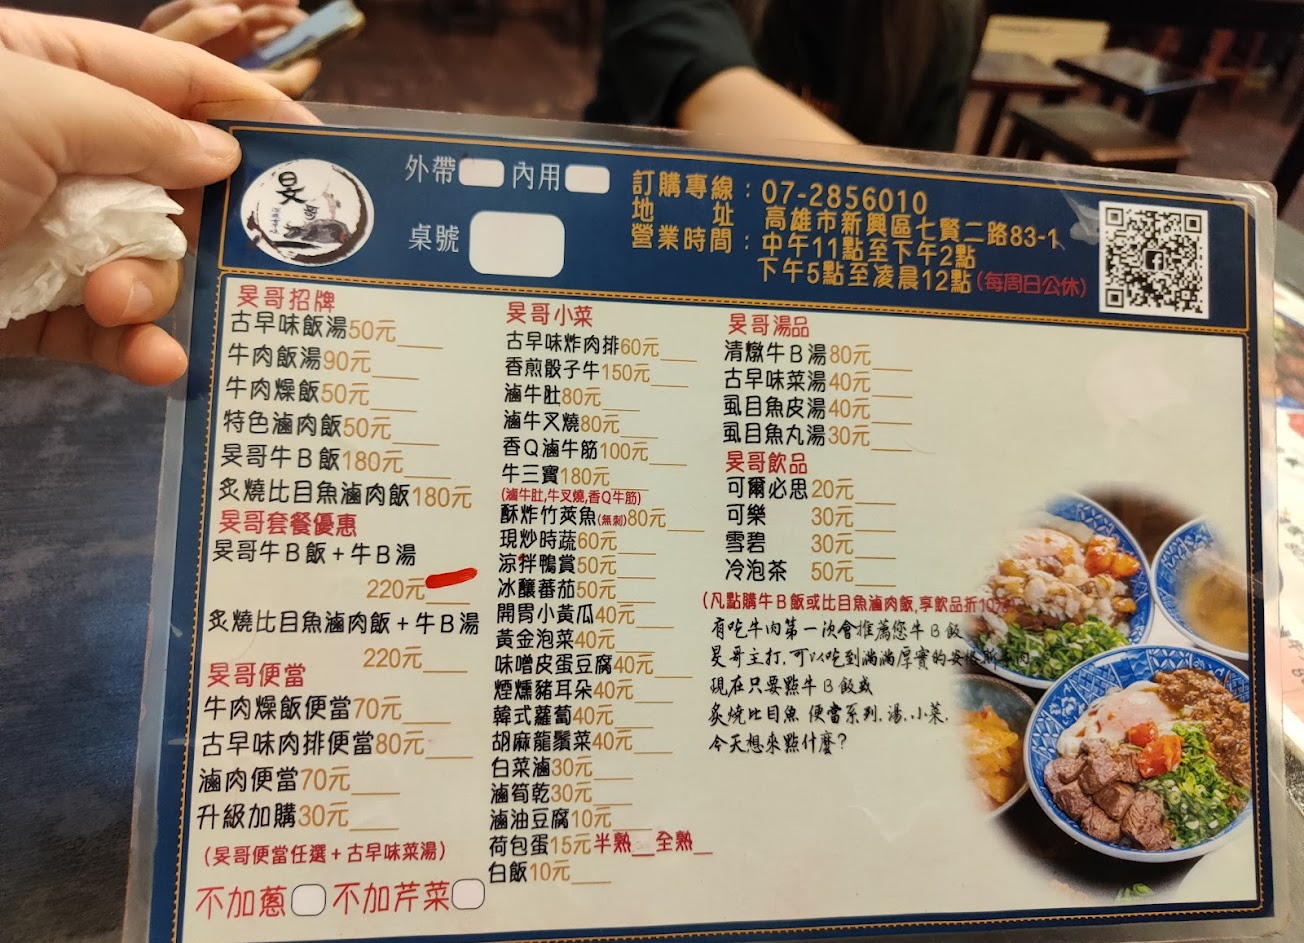 旻哥
外帶 內用
桌號
訂購專線：07-2856010
地址：高雄市新興區七賢二路83-1
營業時間：中午11點至下午2點
下午5點至凌晨12點(每周日公休)
旻哥招牌
古早味飯湯50元
牛肉飯湯90元
牛肉燥飯50元
特色滷肉飯50元
旻哥牛B飯180元
炙燒比目魚滷肉飯180元
旻哥套餐優惠
旻哥牛B飯+牛B湯
220元
炙燒比目魚滷肉飯+牛B湯
220元
旻哥便當
牛肉燥飯便當70元
古早味肉排便當80元
滷肉便當70元
升級加購30元
(旻哥便當任選+古早味菜湯)
不加蔥 不加芹菜
旻哥小菜
古早味炸肉排60元
香煎骰子牛150元
滷牛肚80元
滷牛叉燒80元
香Q滷牛筋100元
牛三寶180元
(滷牛肚,牛叉燒,香Q牛筋)
酥炸竹莢魚(無刺)80元
現炒時蔬60元
涼拌鴨賞50元
冰釀蕃茄50元
開胃小黃瓜40元
黃金泡菜40元
味噌皮蛋豆腐40元
煙燻豬耳朵40元
韓式蘿蔔40元
胡麻龍鬚菜40元
白菜滷30元
滷筍乾30元
滷油豆腐10元
荷包蛋15元半熟 全熟
白飯10元
旻哥湯品
清燉牛B湯80元
古早味菜湯40元
虱目魚皮湯40元
虱目魚丸湯30元
旻哥飲品
可爾必思20元
可樂 30元
雪碧 30元
冷泡茶 50元
(凡點購牛B飯或比目魚滷肉飯,享飲品折10元)
有吃牛肉第一次會推薦您牛B飯
旻哥主打,可以吃到滿滿厚實的安格斯牛肉
現在只要點牛B飯或
炙燒比目魚 便當系列.湯.小菜.
今天想來點什麼?